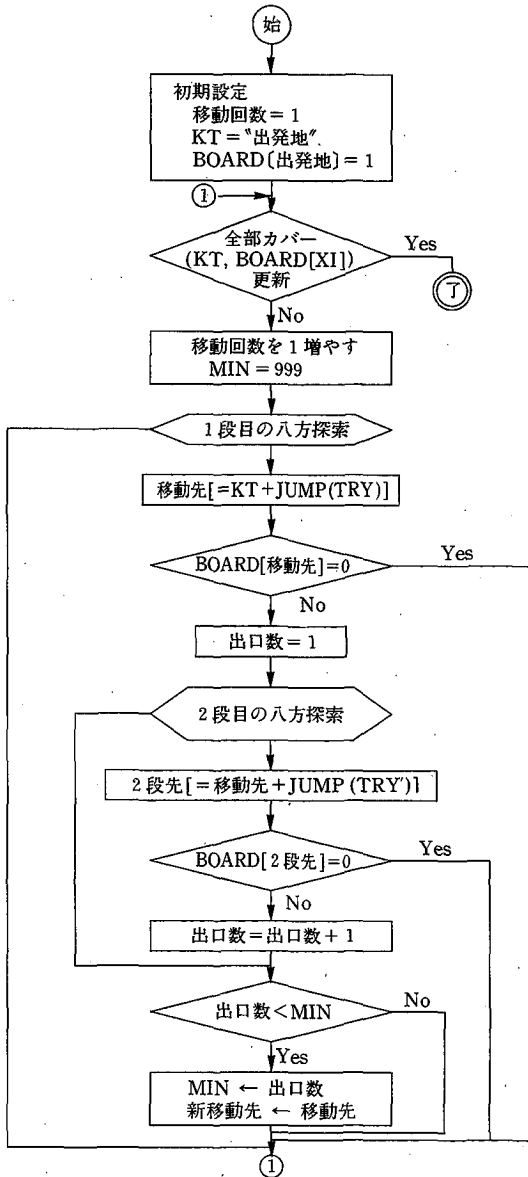 始
初期設定
移動回数=1
KT="出発地".
BOARD〔出発地〕=1
①
全部カバー
(KT, BOARD[XI])
更新
Yes
了
No
移動回数を1増やす
MIN=999
1段目の八方探索
移動先[=KT+JUMP(TRY)]
BOARD[移動先]=0
Yes
No
出口数=1
2段目の八方探索
2段先[=移動先+JUMP(TRY')]
BOARD[2段先]=0
Yes
No
出口数=出口数+1
出口数<MIN
No
Yes
MIN ← 出口数
新移動先 ← 移動先
①